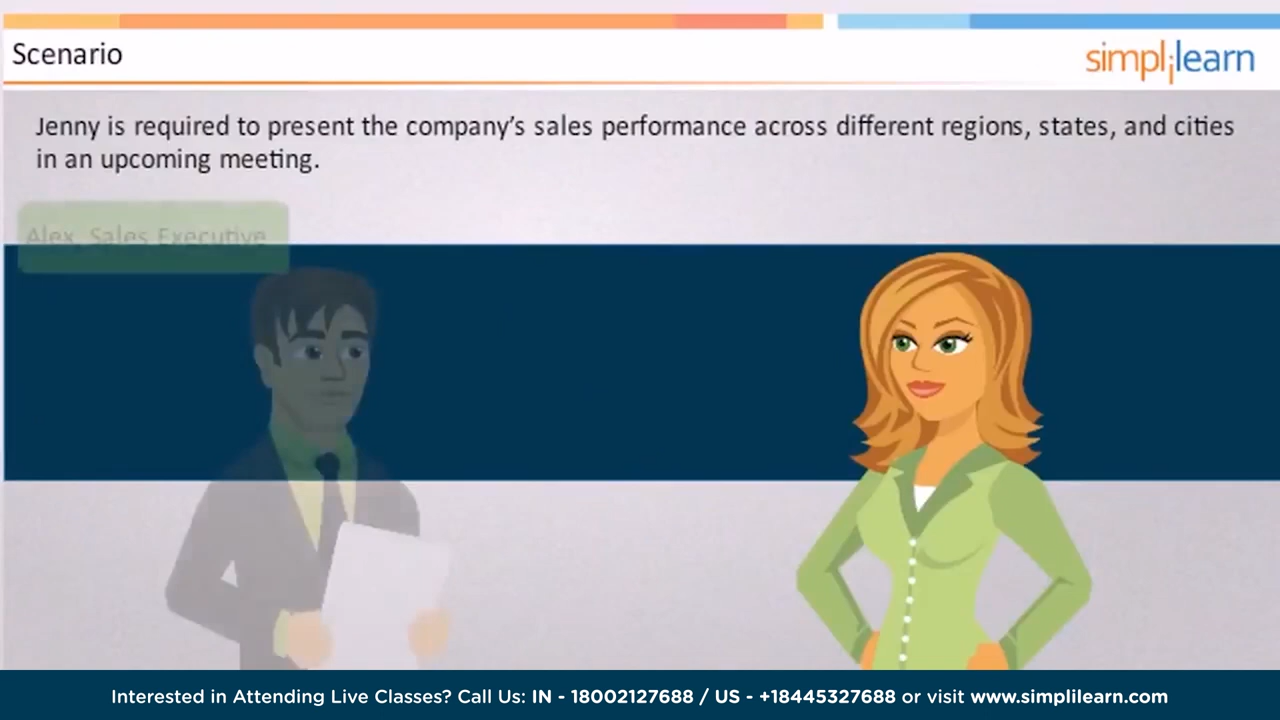 Scenario
simplilearn
Jenny is required to present the company's sales performance across different regions, states, and cities
in an upcoming meeting.
Alex, Sales Executive
Interested in Attending Live Classes? Call Us: IN - 18002127688 / US - +18445327688 or visit www.simplilearn.com